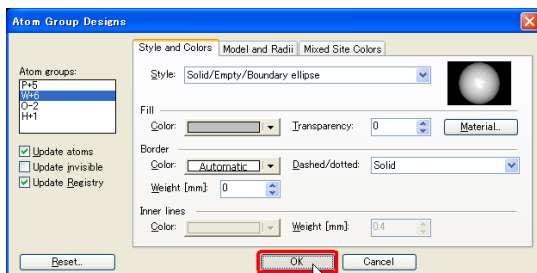 Atom Group Designs
Style and Colors Model and Radii Mixed Site Colors
Atom groups:
P+5
W+6
O-2
H+1
Update atoms
Update invisible
Update Registry
Style: Solid/Empty/Boundary ellipse
Fill
Color: Transparency: 0 Material...
Border
Color: Automatic Dashed/dotted: Solid
Weight [mm]: 0
Inner lines
Color: Weight [mm]: 0.4
Reset... OK Cancel